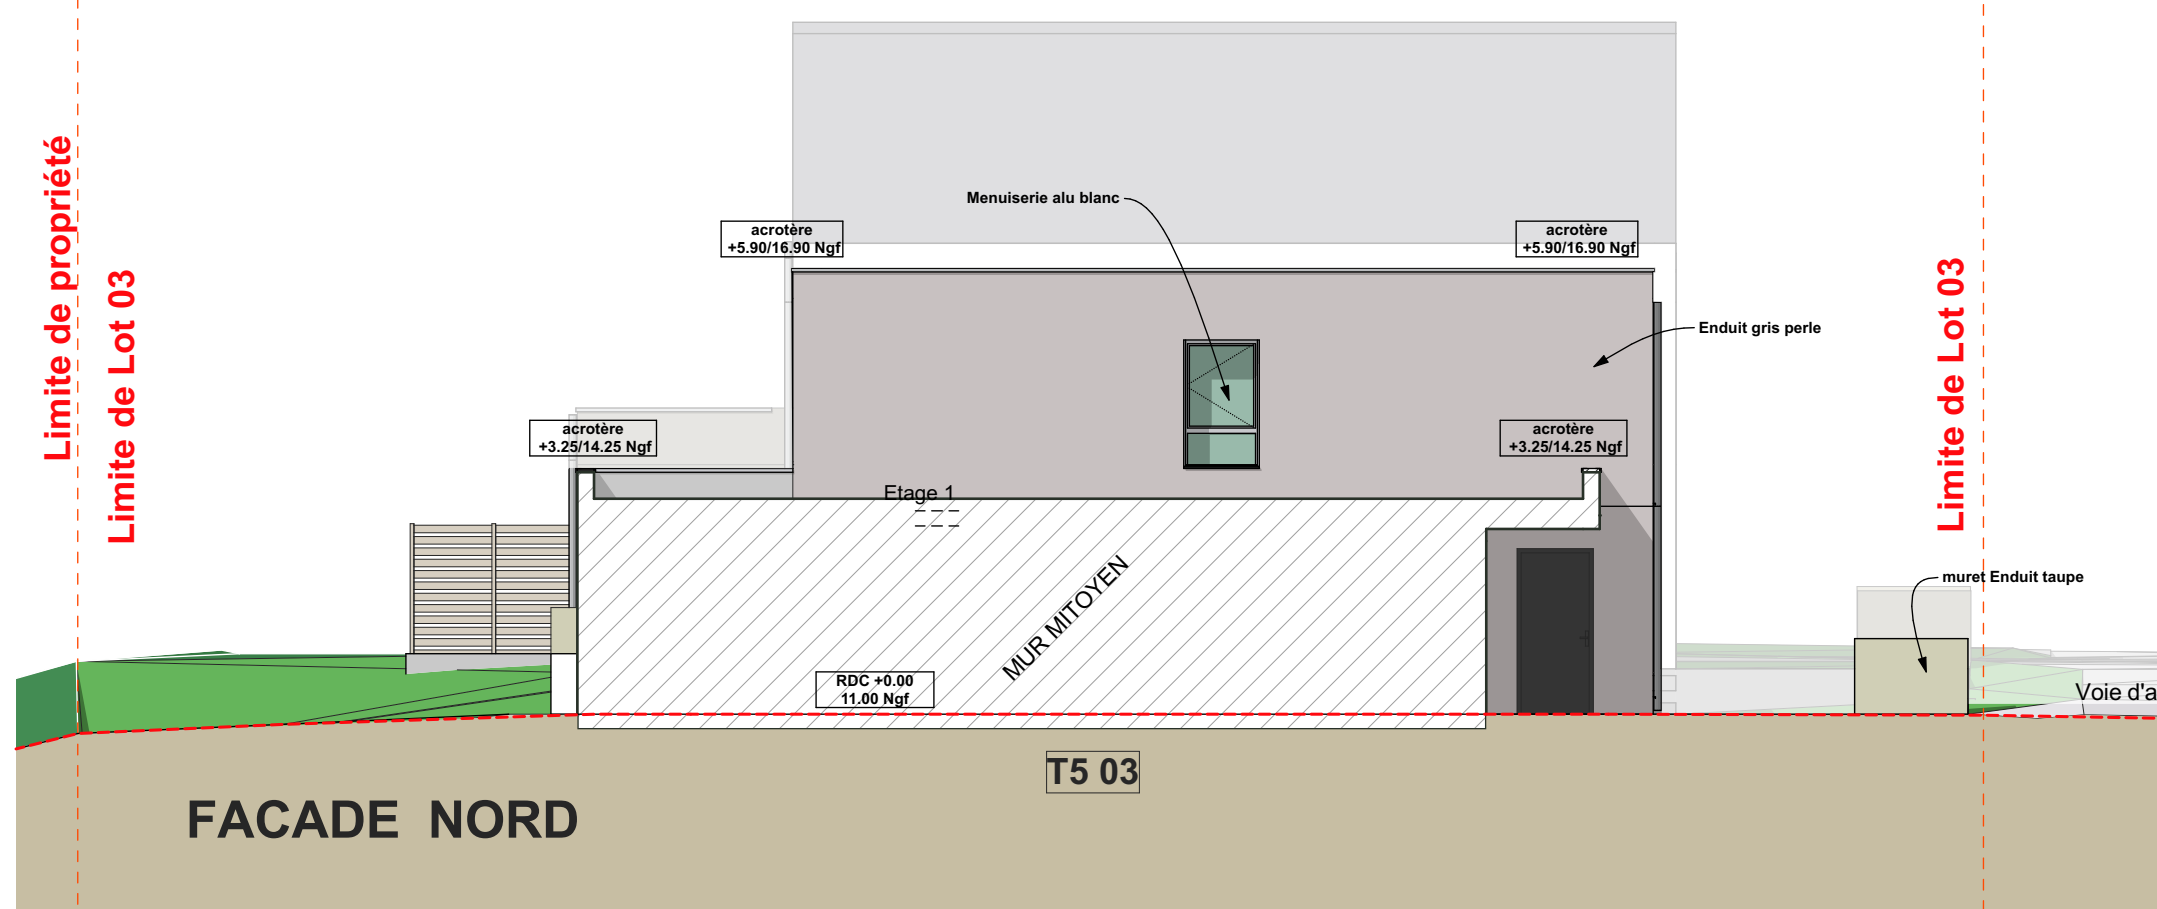 Limite de propriété
Limite de Lot 03
Menuiserie alu blanc
acrotère
+5.90/16.90 Ngf
acrotère
+5.90/16.90 Ngf
Enduit gris perle
Limite de Lot 03
acrotère
+3.25/14.25 Ngf
acrotère
+3.25/14.25 Ngf
Etage 1
MUR MITOYEN
muret Enduit taupe
RDC +0.00
11.00 Ngf
Voie d'a
T5 03
FACADE NORD